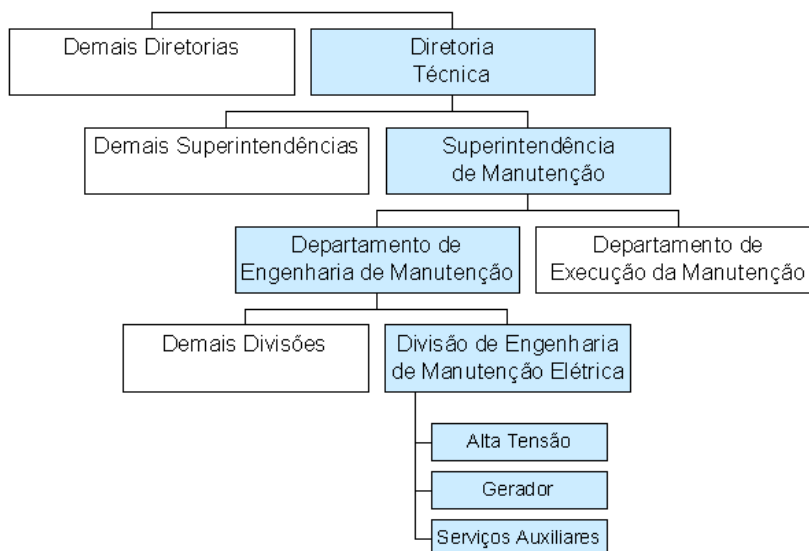 Demais Diretorias
Diretoria
Técnica
Demais Superintendências
Superintendência
de Manutenção
Departamento de
Engenharia de Manutenção
Departamento de
Execução da Manutenção
Demais Divisões
Divisão de Engenharia
de Manutenção Elétrica
Alta Tensão
Gerador
Serviços Auxiliares